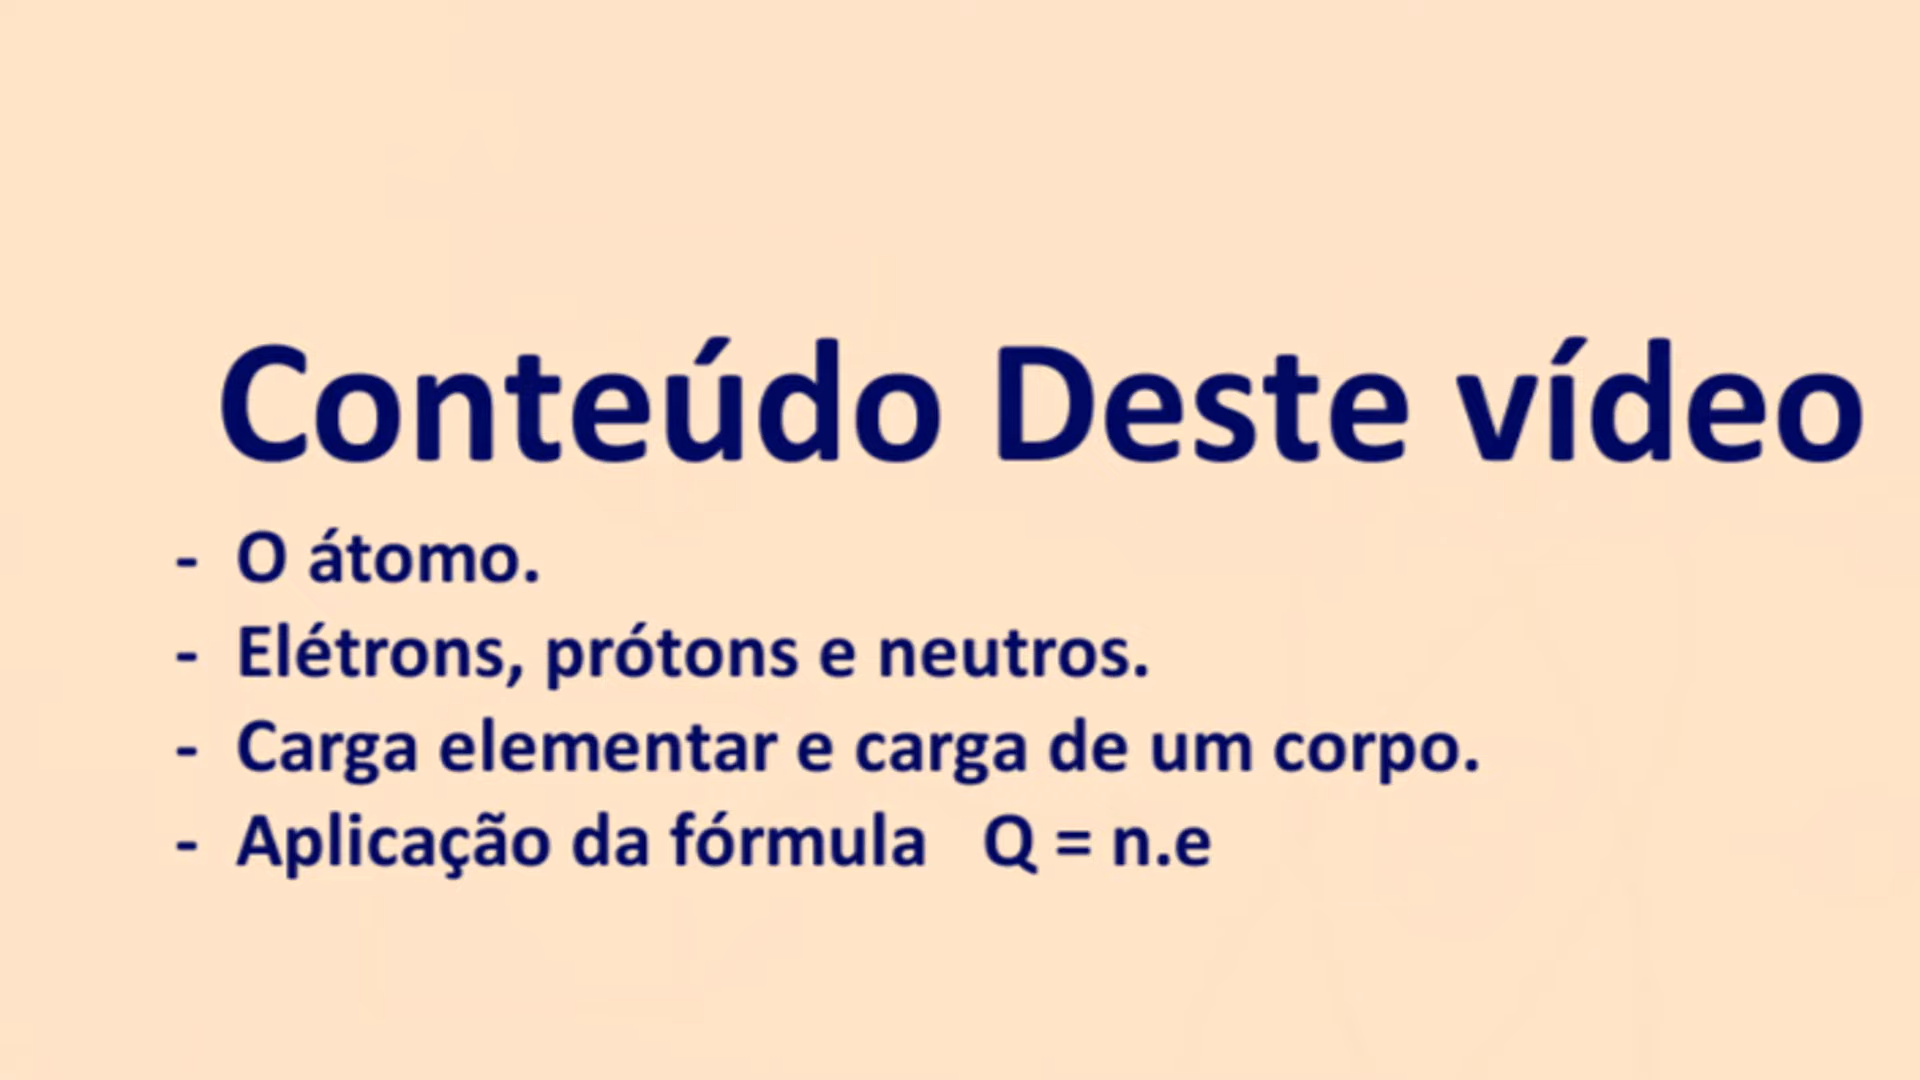 Conteúdo Deste vídeo
- O átomo.
- Elétrons, prótons e neutros.
- Carga elementar e carga de um corpo.
- Aplicação da fórmula Q = n.e